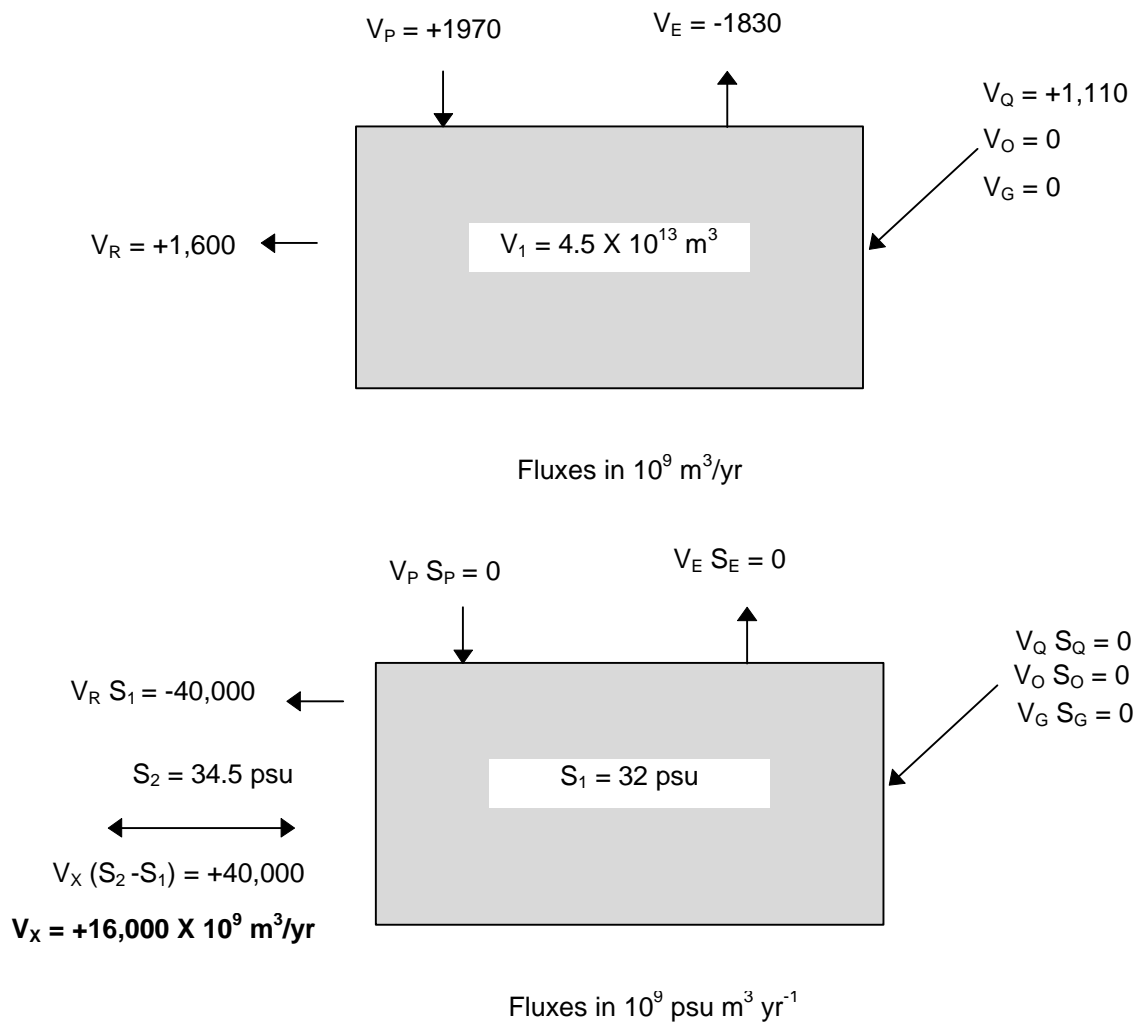 V_P = +1970
V_E = -1830
V_Q = +1,110
V_O = 0
V_G = 0
V_R = +1,600
V_1 = 4.5 X 10^13 m^3
Fluxes in 10^9 m^3/yr
V_P S_P = 0
V_E S_E = 0
V_Q S_Q = 0
V_O S_O = 0
V_G S_G = 0
V_R S_1 = -40,000
S_2 = 34.5 psu
S_1 = 32 psu
V_X (S_2 -S_1) = +40,000
V_X = +16,000 X 10^9 m^3/yr
Fluxes in 10^9 psu m^3 yr^-1